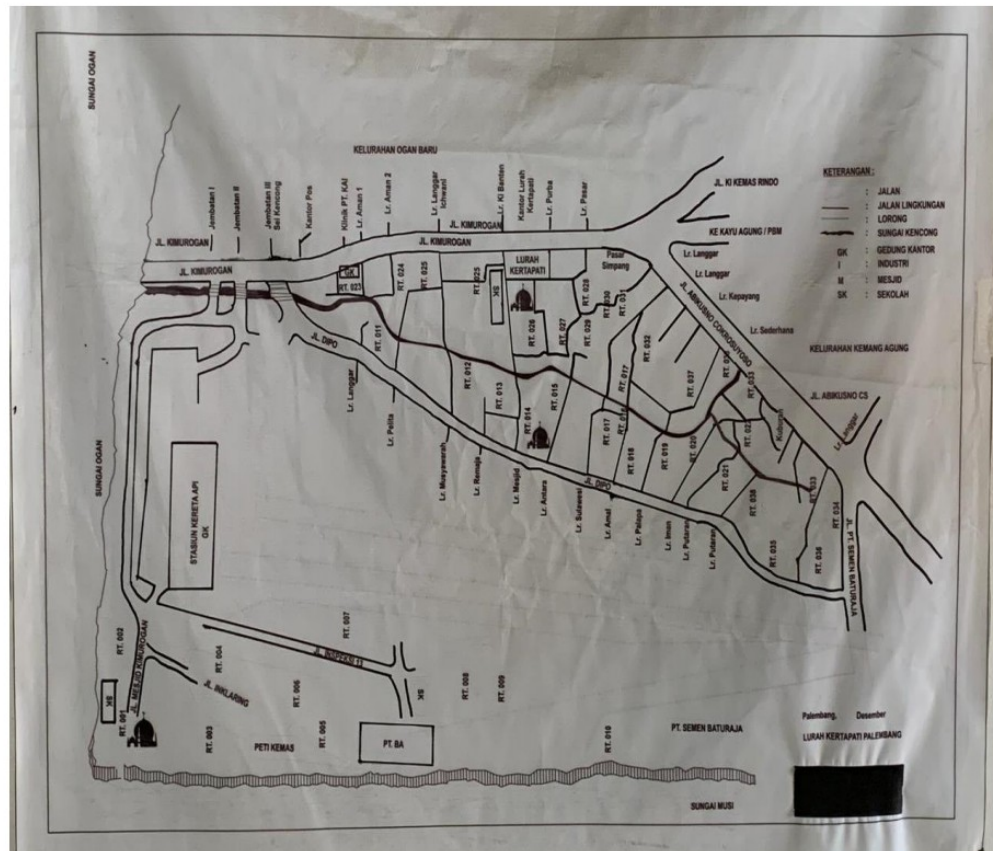 SUNGAI OGAN
KELURAHAN OGAN BARU
Jembatan I
Jembatan II
Jembatan III
Sei Kencong
Kantor Pos
Klinik PT. KAI
Lr. Aman 1
Lr. Aman 2
Lr. Langgar
Ichwani
Lr. Ki Banten
Kantor Lurah
Kertapati
Lr. Purba
Lr. Pasar
JL. KIMUROGAN
JL. KIMUROGAN
JL. KIMUROGAN
JL. KIMUROGAN
JL. KI KEMAS RINDO
KE KAYU AGUNG / PBM
Lr. Langgar
Lr. Langgar
Lr. Kepayang
Lr. Sederhana
KELURAHAN KEMANG AGUNG
JL. ABIKUSNO COKROSUYOSO
JL. ABIKUSNO CS
Lr. Langgar
KETERANGAN :
: JALAN
: JALAN LINGKUNGAN
: LORONG
: SUNGAI KENCONG
GK : GEDUNG KANTOR
I : INDUSTRI
M : MESJID
SK : SEKOLAH
GK
RT. 023
RT. 024
RT. 025
RT. 025
SK
LURAH
KERTAPATI
Pasar
Simpang
RT. 026
RT. 027
RT. 028
RT. 029
RT. 030
RT. 031
RT. 032
RT. 011
RT. 012
RT. 013
RT. 014
RT. 015
RT. 017
RT. 017
RT. 018
RT. 019
RT. 020
RT. 021
RT. 037
RT. 033
Kuburan
RT. 033
RT. 034
RT. 035
RT. 036
JL. DIPO
JL. DIPO
Lr. Langgar
Lr. Pelita
Lr. Musyawarah
Lr. Remaja
Lr. Mesjid
Lr. Antara
Lr. Sulawesi
Lr. Amal
Lr. Palapa
Lr. Iman
Lr. Putaran
Lr. Putaran
JL. PT. SEMEN BATURAJA
SUNGAI OGAN
STASIUN KERETA API
GK
RT. 002
SK
RT. 001
JL. MESJID KIMUROGAN
RT. 004
JL. INKLARING
RT. 003
JL. INSPEKSI 13
RT. 007
RT. 006
RT. 005
PETI KEMAS
PT. BA
SK
RT. 008
RT. 009
RT. 010
PT. SEMEN BATURAJA
SUNGAI MUSI
Palembang, Desember
LURAH KERTAPATI PALEMBANG